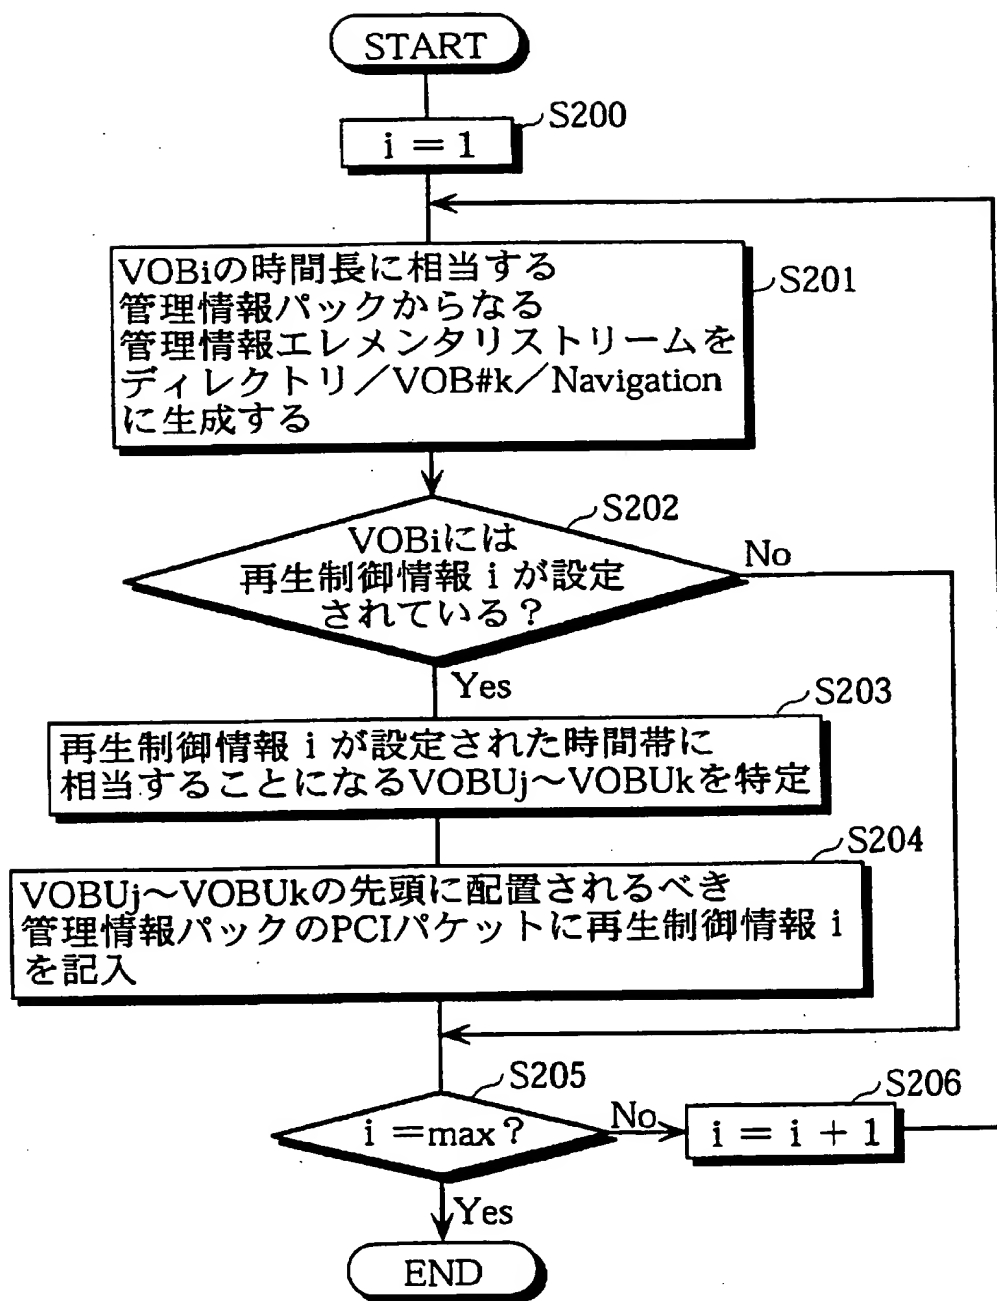 START
S200
i = 1
S201
VOBiの時間長に相当する
管理情報パックからなる
管理情報エレメンタリストリームを
ディレクトリ／VOB#k／Navigation
に生成する
S202
VOBiには
再生制御情報 i が設定
されている？
No
Yes
S203
再生制御情報 i が設定された時間帯に
相当することになるVOBUj～VOBUkを特定
S204
VOBUj～VOBUkの先頭に配置されるべき
管理情報パックのPCIパケットに再生制御情報 i
を記入
S205
i =max？
No
S206
i = i + 1
Yes
END